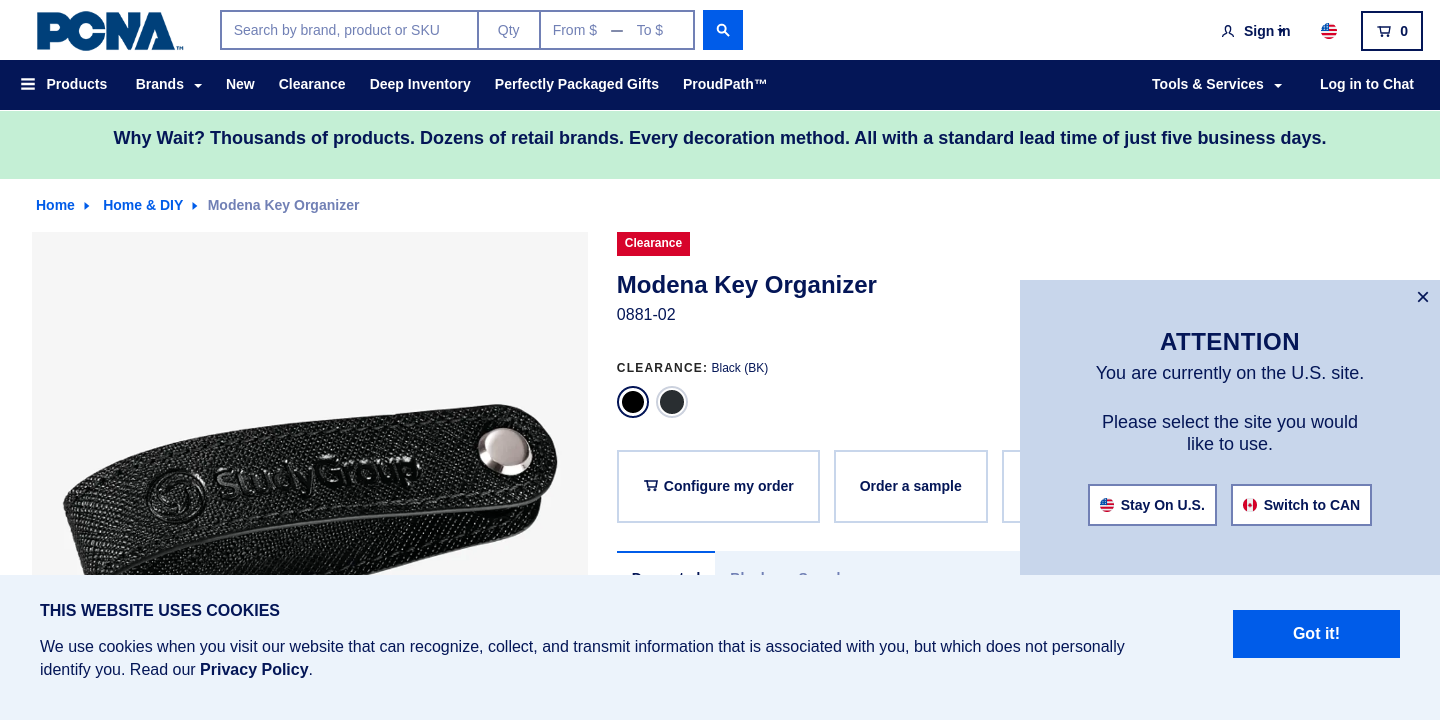 PCNA™
Search by brand, product or SKU
Qty
From $ — To $
Sign in
0
Products
Brands
New
Clearance
Deep Inventory
Perfectly Packaged Gifts
ProudPath™
Tools & Services
Log in to Chat
Why Wait? Thousands of products. Dozens of retail brands. Every decoration method. All with a standard lead time of just five business days.
Home
Home & DIY
Modena Key Organizer
StudyGroup
Clearance
Modena Key Organizer
0881-02
CLEARANCE: Black (BK)
Configure my order
Order a sample
×
ATTENTION
You are currently on the U.S. site.
Please select the site you would
like to use.
Stay On U.S.
Switch to CAN
THIS WEBSITE USES COOKIES
We use cookies when you visit our website that can recognize, collect, and transmit information that is associated with you, but which does not personally
identify you. Read our Privacy Policy.
Got it!